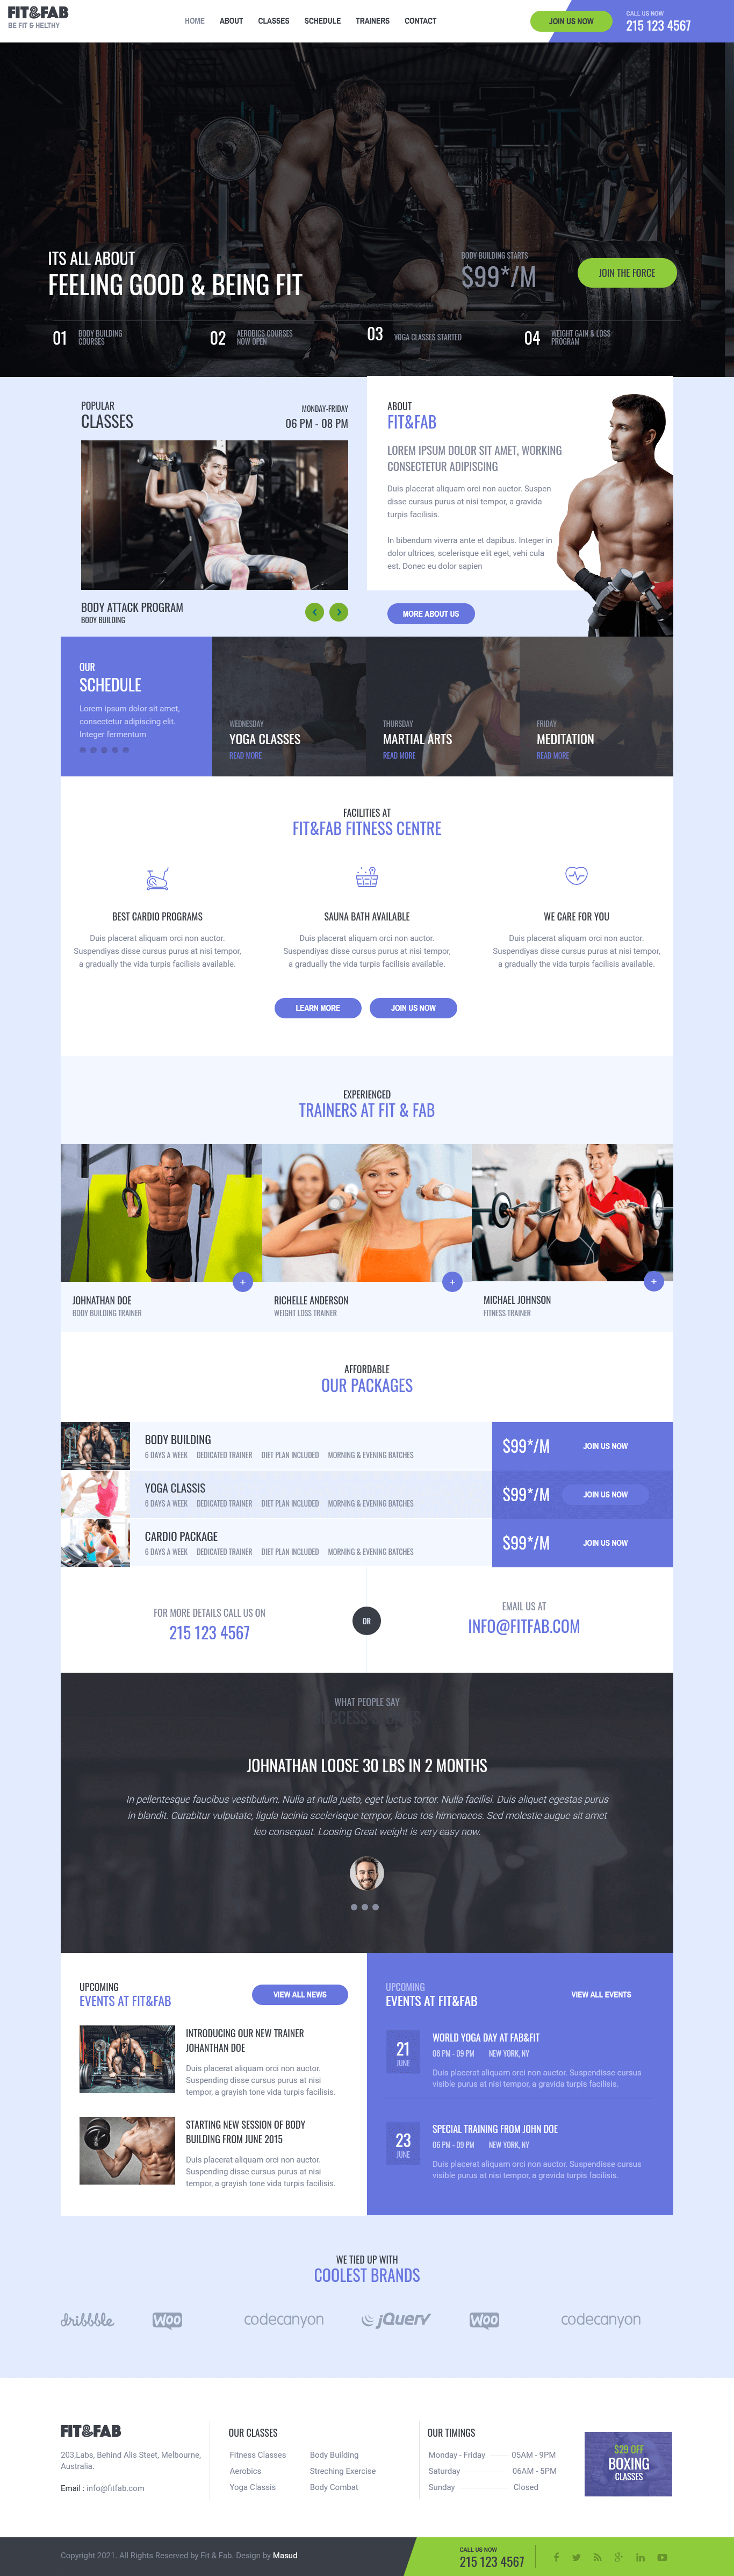 FIT&FAB
BE FIT & HELTHY
HOME ABOUT CLASSES SCHEDULE TRAINERS CONTACT
JOIN US NOW
CALL US NOW
215 123 4567
ITS ALL ABOUT
FEELING GOOD & BEING FIT
BODY BUILDING STARTS
$99*/M
JOIN THE FORCE
01 BODY BUILDING
COURSES
02 AEROBICS COURSES
NOW OPEN
03 YOGA CLASSES STARTED
04 WEIGHT GAIN & LOSS
PROGRAM
POPULAR
CLASSES
MONDAY-FRIDAY
06 PM - 08 PM
BODY ATTACK PROGRAM
BODY BUILDING
ABOUT
FIT&FAB
LOREM IPSUM DOLOR SIT AMET, WORKING
CONSECTETUR ADIPISCING
Duis placerat aliquam orci non auctor. Suspen
disse cursus purus at nisi tempor, a gravida
turpis facilisis.
In bibendum viverra ante et dapibus. Integer in
dolor ultrices, scelerisque elit eget, vehi cula
est. Donec eu dolor sapien
MORE ABOUT US
OUR
SCHEDULE
Lorem ipsum dolor sit amet,
consectetur adipiscing elit.
Integer fermentum
WEDNESDAY
YOGA CLASSES
READ MORE
THURSDAY
MARTIAL ARTS
READ MORE
FRIDAY
MEDITATION
READ MORE
FACILITIES AT
FIT&FAB FITNESS CENTRE
BEST CARDIO PROGRAMS
Duis placerat aliquam orci non auctor.
Suspendiyas disse cursus purus at nisi tempor,
a gradually the vida turpis facilisis available.
SAUNA BATH AVAILABLE
Duis placerat aliquam orci non auctor.
Suspendiyas disse cursus purus at nisi tempor,
a gradually the vida turpis facilisis available.
WE CARE FOR YOU
Duis placerat aliquam orci non auctor.
Suspendiyas disse cursus purus at nisi tempor,
a gradually the vida turpis facilisis available.
LEARN MORE
JOIN US NOW
EXPERIENCED
TRAINERS AT FIT & FAB
JOHNATHAN DOE
BODY BUILDING TRAINER
RICHELLE ANDERSON
WEIGHT LOSS TRAINER
MICHAEL JOHNSON
FITNESS TRAINER
AFFORDABLE
OUR PACKAGES
BODY BUILDING
6 DAYS A WEEK DEDICATED TRAINER DIET PLAN INCLUDED MORNING & EVENING BATCHES
$99*/M JOIN US NOW
YOGA CLASSIS
6 DAYS A WEEK DEDICATED TRAINER DIET PLAN INCLUDED MORNING & EVENING BATCHES
$99*/M JOIN US NOW
CARDIO PACKAGE
6 DAYS A WEEK DEDICATED TRAINER DIET PLAN INCLUDED MORNING & EVENING BATCHES
$99*/M JOIN US NOW
FOR MORE DETAILS CALL US ON
215 123 4567
OR
EMAIL US AT
INFO@FITFAB.COM
WHAT PEOPLE SAY
JOHNATHAN LOOSE 30 LBS IN 2 MONTHS
In pellentesque faucibus vestibulum. Nulla at nulla justo, eget luctus tortor. Nulla facilisi. Duis aliquet egestas purus
in blandit. Curabitur vulputate, ligula lacinia scelerisque tempor, lacus tos himenaeos. Sed molestie augue sit amet
leo consequat. Loosing Great weight is very easy now.
UPCOMING
EVENTS AT FIT&FAB
VIEW ALL NEWS
INTRODUCING OUR NEW TRAINER
JOHANTHAN DOE
Duis placerat aliquam orci non auctor.
Suspending disse cursus purus at nisi
tempor, a grayish tone vida turpis facilisis.
STARTING NEW SESSION OF BODY
BUILDING FROM JUNE 2015
Duis placerat aliquam orci non auctor.
Suspending disse cursus purus at nisi
tempor, a grayish tone vida turpis facilisis.
UPCOMING
EVENTS AT FIT&FAB
VIEW ALL EVENTS
21
JUNE
WORLD YOGA DAY AT FAB&FIT
06 PM - 09 PM NEW YORK, NY
Duis placerat aliquam orci non auctor. Suspendisse cursus
visible purus at nisi tempor, a gravida turpis facilisis.
23
JUNE
SPECIAL TRAINING FROM JOHN DOE
06 PM - 09 PM NEW YORK, NY
Duis placerat aliquam orci non auctor. Suspendisse cursus
visible purus at nisi tempor, a gravida turpis facilisis.
WE TIED UP WITH
COOLEST BRANDS
dribbble WOO codecanyon jQuery WOO codecanyon
FIT&FAB
203,Labs, Behind Alis Steet, Melbourne,
Australia.
Email : info@fitfab.com
OUR CLASSES
Fitness Classes Body Building
Aerobics Streching Exercise
Yoga Classis Body Combat
OUR TIMINGS
Monday - Friday 05AM - 9PM
Saturday 06AM - 5PM
Sunday Closed
$29 OFF
BOXING
CLASSES
Copyright 2021. All Rights Reserved by Fit & Fab. Design by Masud
CALL US NOW
215 123 4567